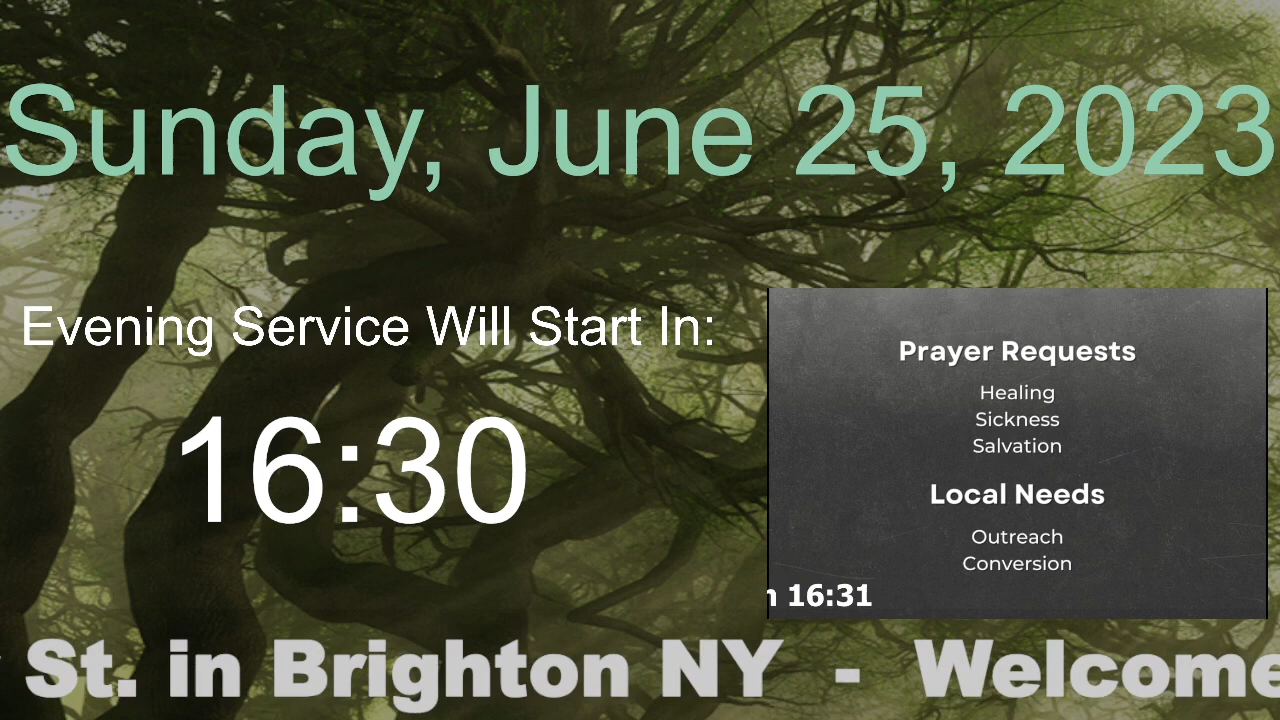 Sunday, June 25, 2023
Evening Service Will Start In:
16:30
Prayer Requests
Healing
Sickness
Salvation
Local Needs
Outreach
Conversion
n 16:31
St. in Brighton NY - Welcome